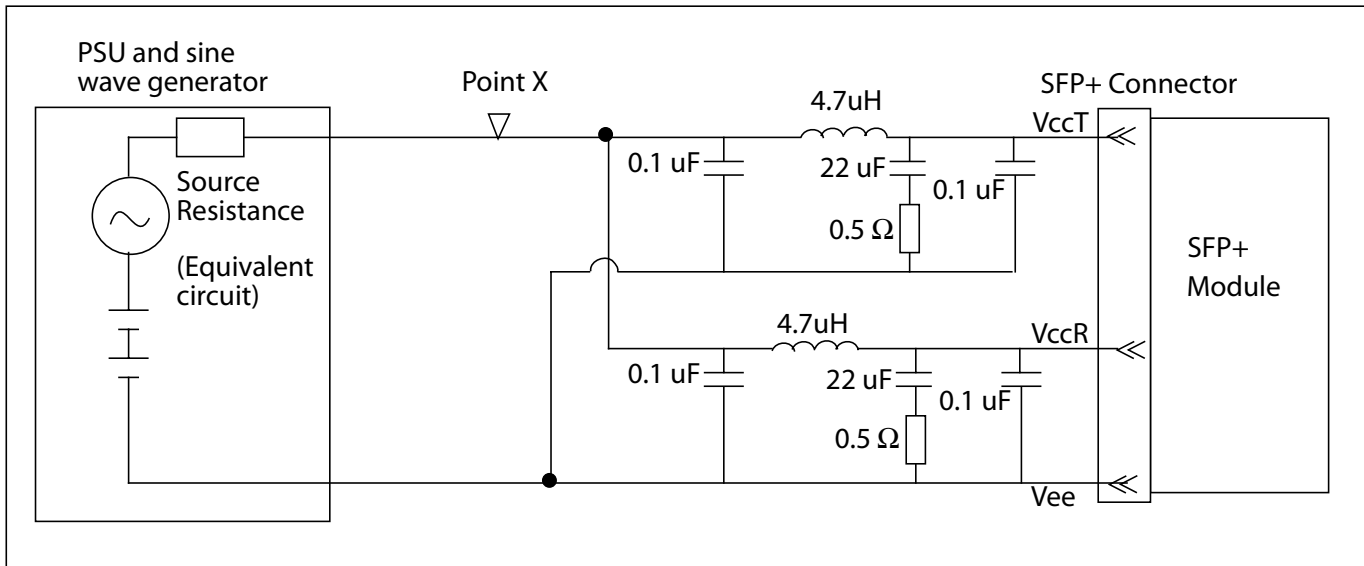 PSU and sine
wave generator
Source
Resistance
(Equivalent
circuit)
Point X
SFP+ Connector
4.7uH
VccT
0.1 uF
22 uF
0.1 uF
0.5 Ω
SFP+
Module
4.7uH
VccR
0.1 uF
22 uF
0.1 uF
0.5 Ω
Vee